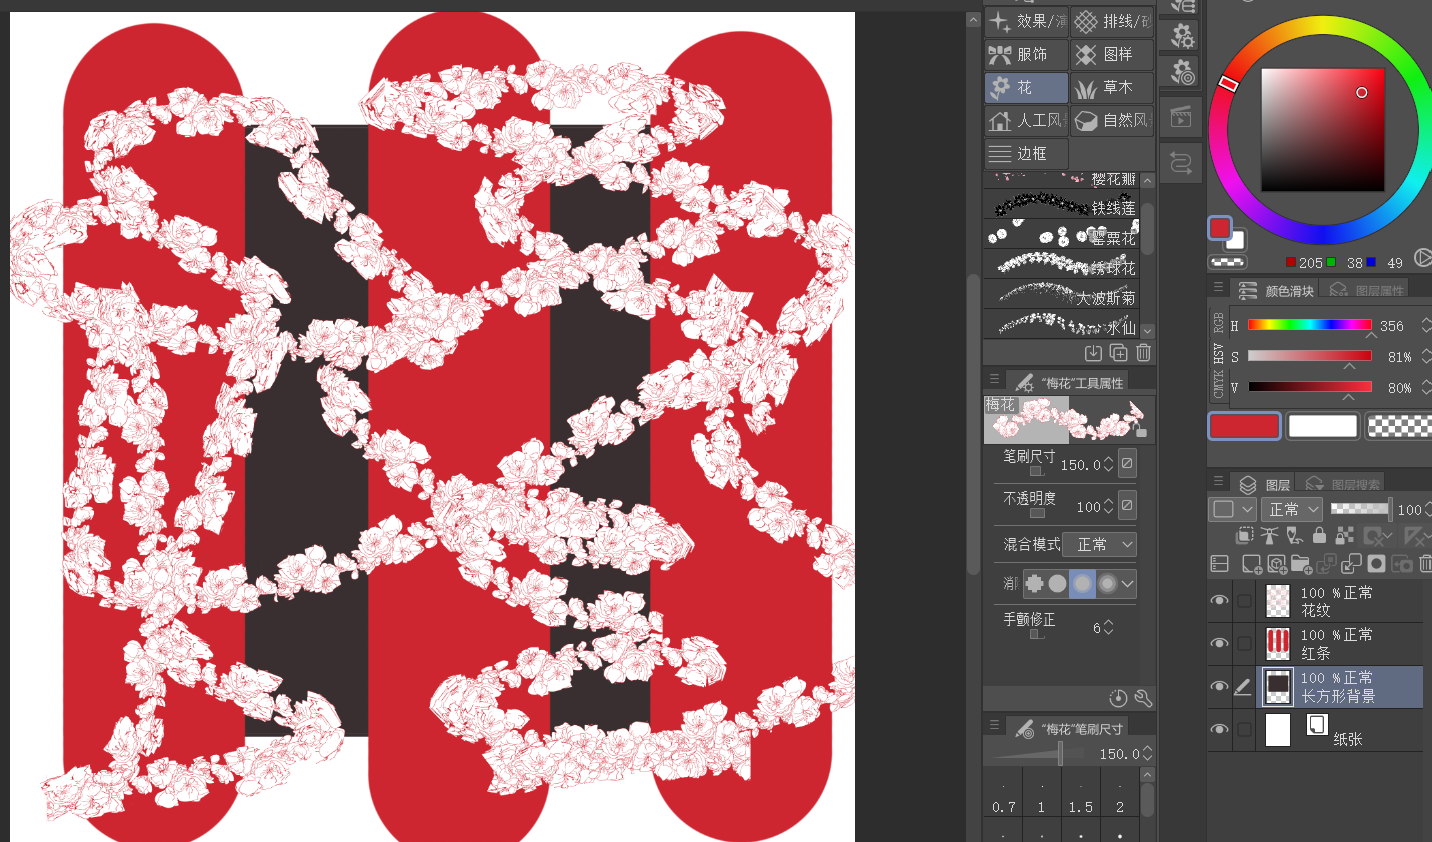 效果/演
排线/砂
服饰
图样
花
草木
人工风
自然风
边框
樱花瓣
铁线莲
罂粟花
绣球花
大波斯菊
水仙
“梅花”工具属性
梅花
笔刷尺寸 150.0
不透明度 100
混合模式 正常
消
手颤修正 6
“梅花”笔刷尺寸
150.0
0.7 1 1.5 2
205 38 49
颜色滑块 图层属性
RGB
HSV
CMYK
H 356
S 81%
V 80%
图层 图层搜索
正常 100
100 %正常
花纹
100 %正常
红条
100 %正常
长方形背景
纸张